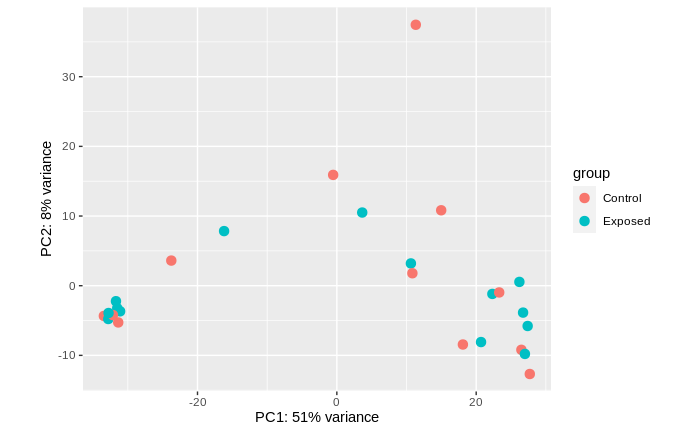 30
20
10
0
-10
-20
0
20
PC1: 51% variance
PC2: 8% variance
group
Control
Exposed